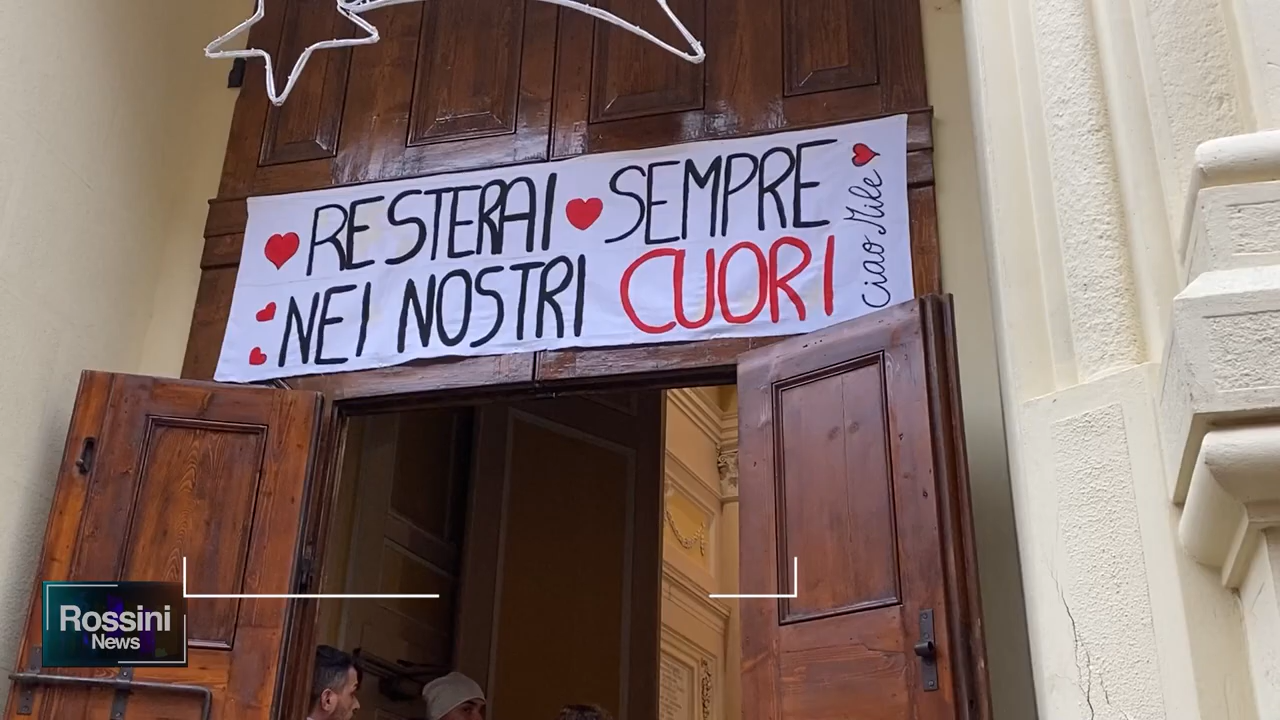 RESTERAI SEMPRE
NEI NOSTRI CUORI
Ciao Mile
Rossini
News